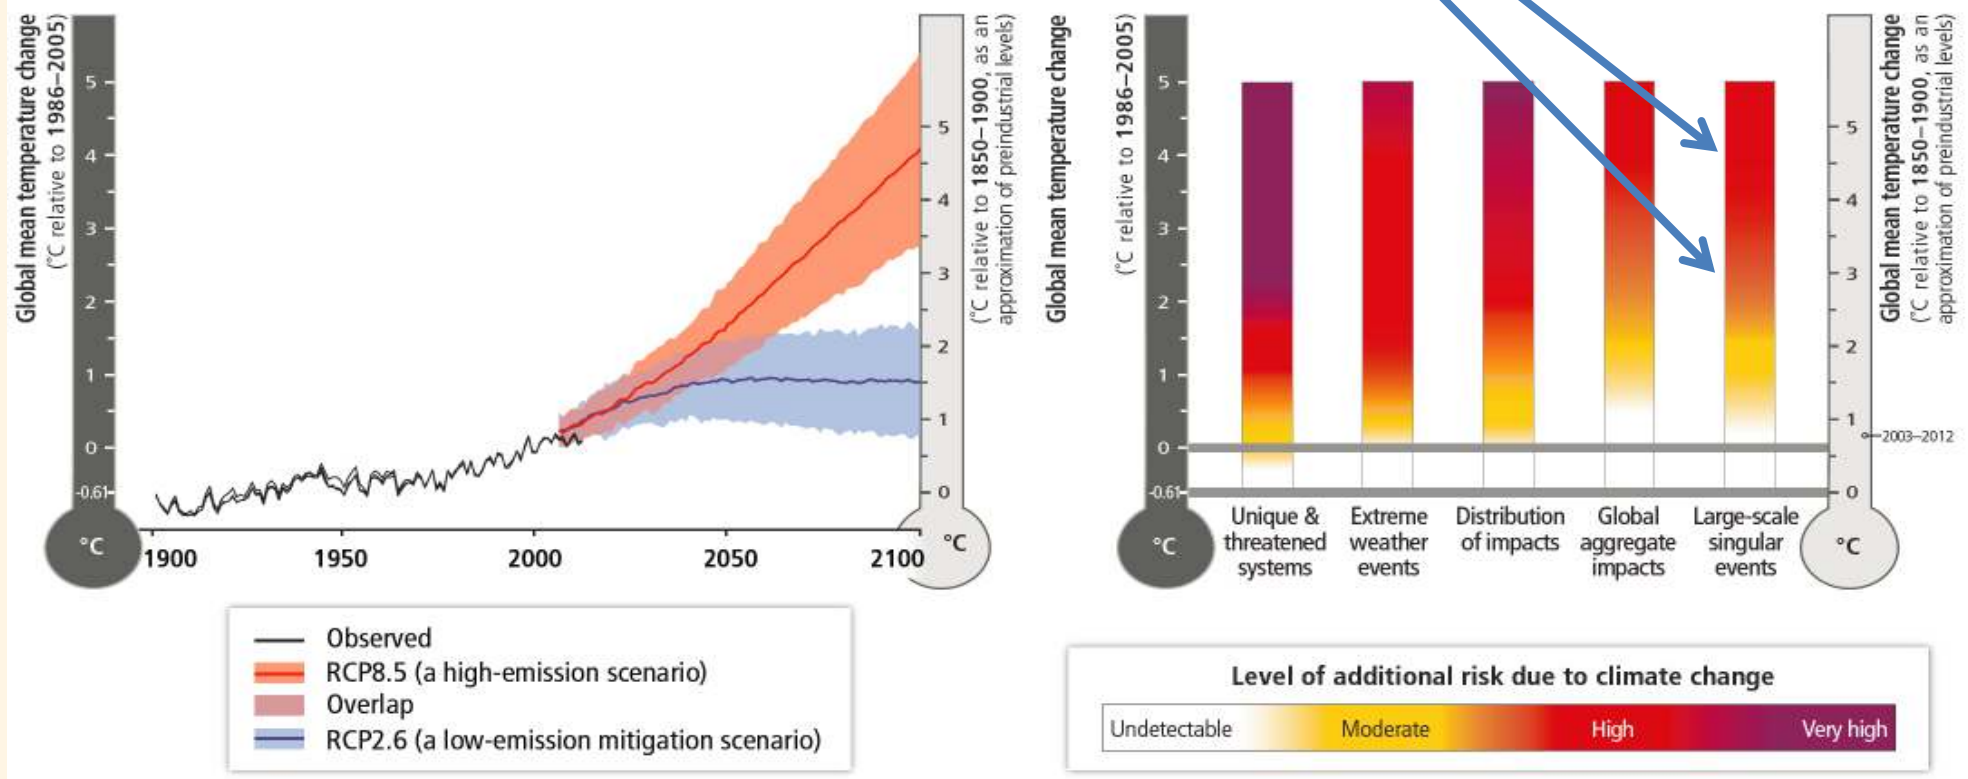 Global mean temperature change
(°C relative to 1986–2005)
5
4
3
2
1
0
-0.61
°C
1900
1950
2000
2050
2100
5
4
3
2
1
0
°C
(°C relative to 1850–1900, as an
approximation of preindustrial levels)
Observed
RCP8.5 (a high-emission scenario)
Overlap
RCP2.6 (a low-emission mitigation scenario)
Global mean temperature change
(°C relative to 1986–2005)
5
4
3
2
1
0
-0.61
°C
Unique &
threatened
systems
Extreme
weather
events
Distribution
of impacts
Global
aggregate
impacts
Large-scale
singular
events
5
4
3
2
1
0
°C
2003–2012
Global mean temperature change
(°C relative to 1850–1900, as an
approximation of preindustrial levels)
Level of additional risk due to climate change
Undetectable
Moderate
High
Very high